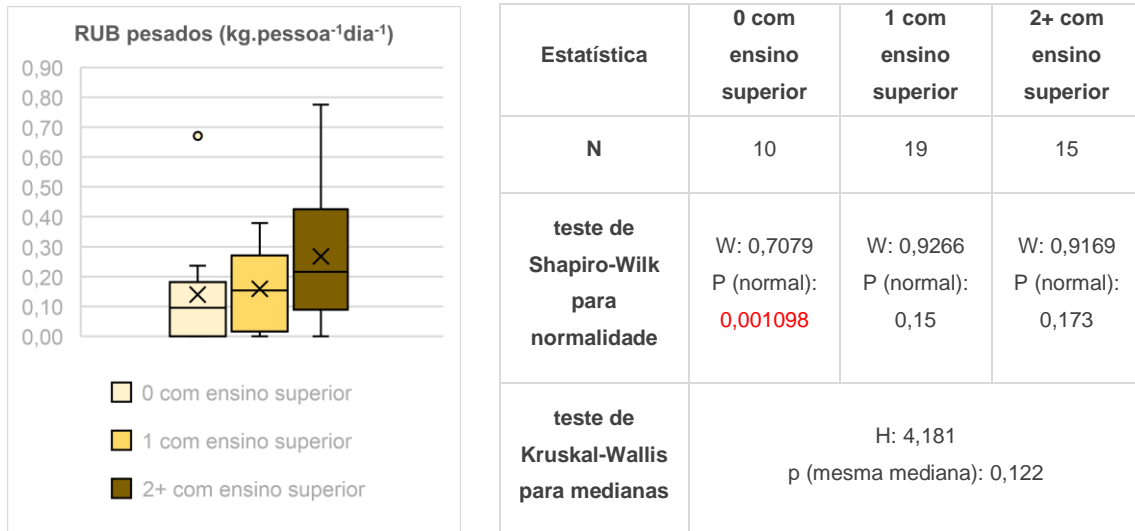 RUB pesados (kg.pessoa⁻¹dia⁻¹)
0,90
0,80
0,70
0,60
0,50
0,40
0,30
0,20
0,10
0,00
0 com ensino superior
1 com ensino superior
2+ com ensino superior
Estatística
0 com
ensino
superior
1 com
ensino
superior
2+ com
ensino
superior
N
10
19
15
teste de
Shapiro-Wilk
para
normalidade
W: 0,7079
P (normal):
0,001098
W: 0,9266
P (normal):
0,15
W: 0,9169
P (normal):
0,173
teste de
Kruskal-Wallis
para medianas
H: 4,181
p (mesma mediana): 0,122